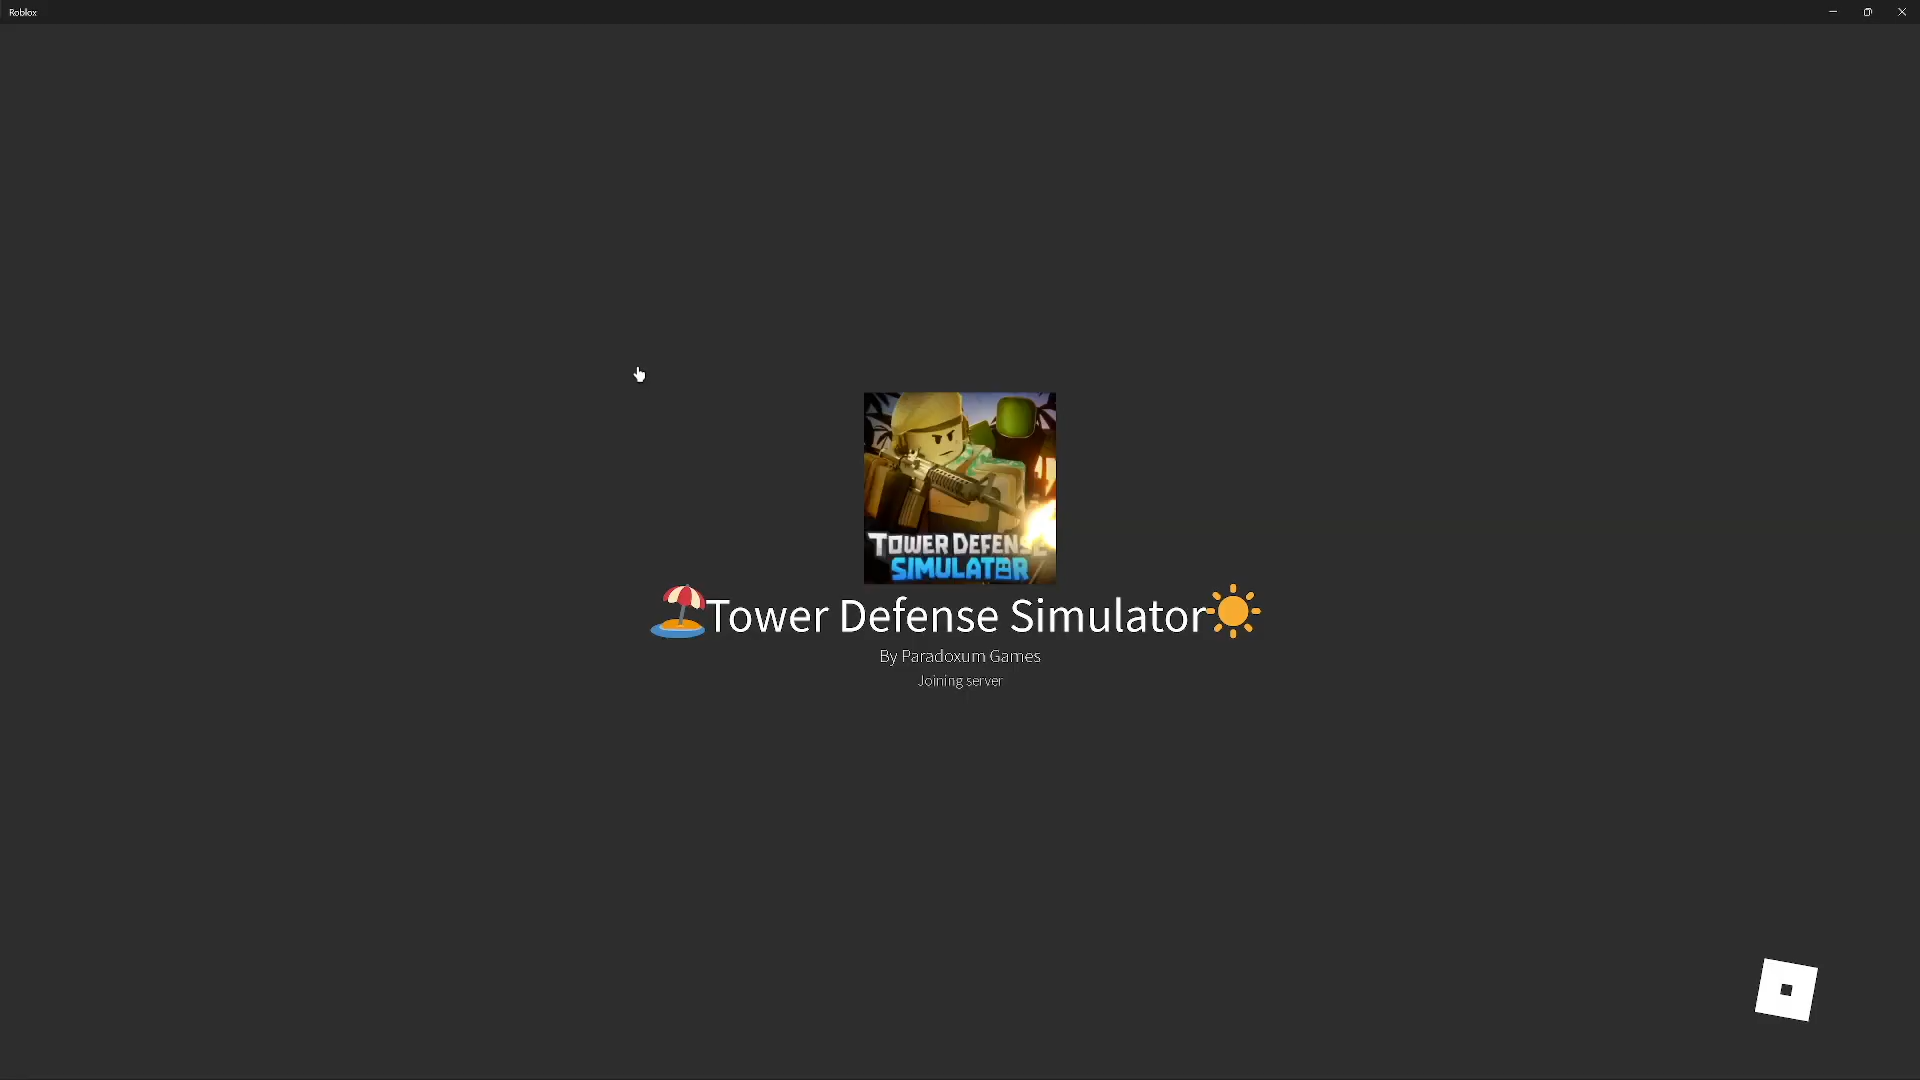 Roblox
TOWER DEFENSE
SIMULATOR
🏖️Tower Defense Simulator☀️
By Paradoxum Games
Joining server